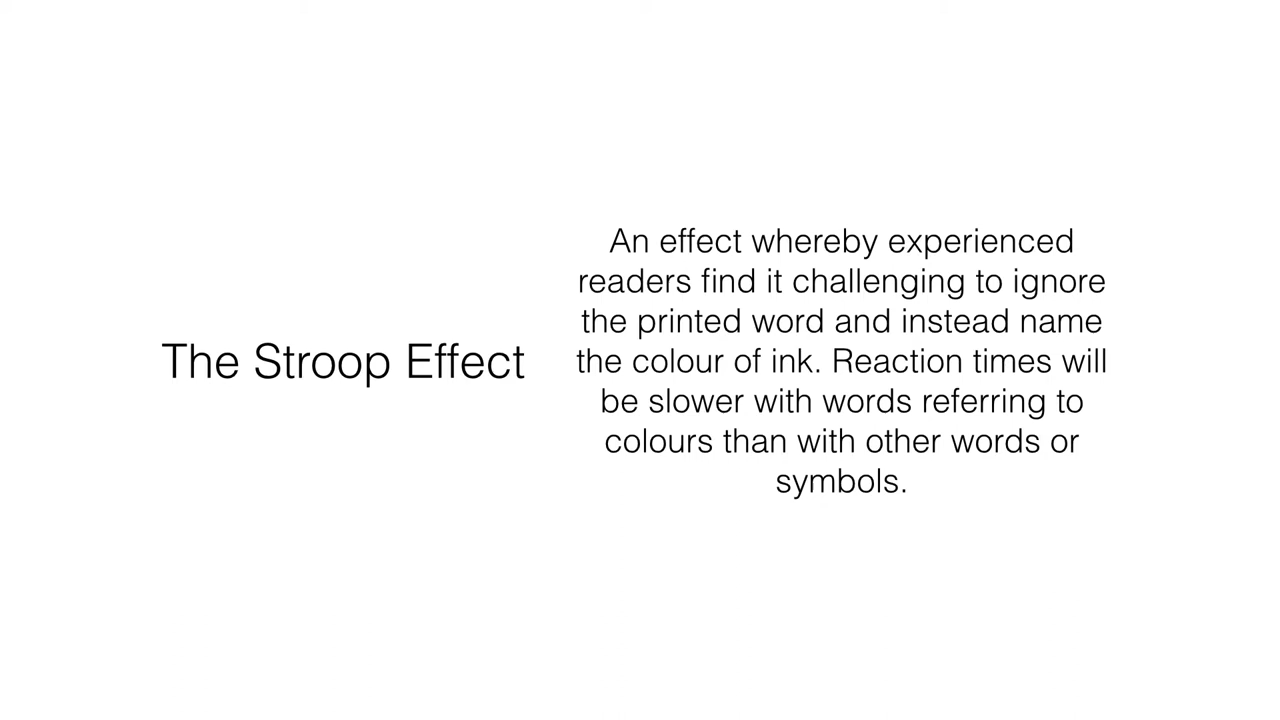 The Stroop Effect
An effect whereby experienced
readers find it challenging to ignore
the printed word and instead name
the colour of ink. Reaction times will
be slower with words referring to
colours than with other words or
symbols.